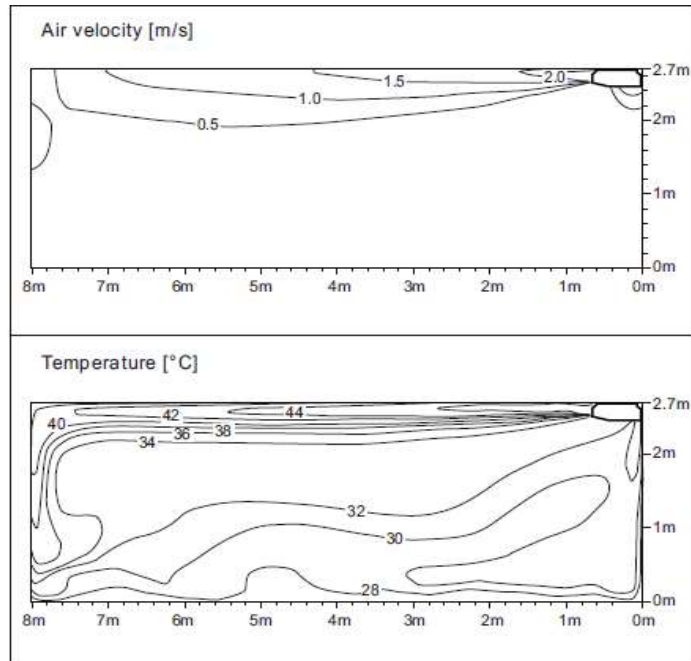 Air velocity [m/s]
2.7m
2.0
1.5
1.0
2m
0.5
1m
0m
8m 7m 6m 5m 4m 3m 2m 1m 0m
Temperature [°C]
2.7m
44
42
40
38
36
34
2m
32
1m
30
28
0m
8m 7m 6m 5m 4m 3m 2m 1m 0m